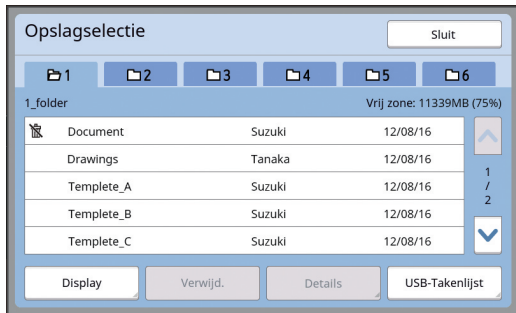 Opslagselectie Sluit
1 2 3 4 5 6
1_folder Vrij zone: 11339MB (75%)
Document Suzuki 12/08/16
Drawings Tanaka 12/08/16
Templete_A Suzuki 12/08/16
Templete_B Suzuki 12/08/16
Templete_C Suzuki 12/08/16
1
/
2
Display Verwijd. Details USB-Takenlijst